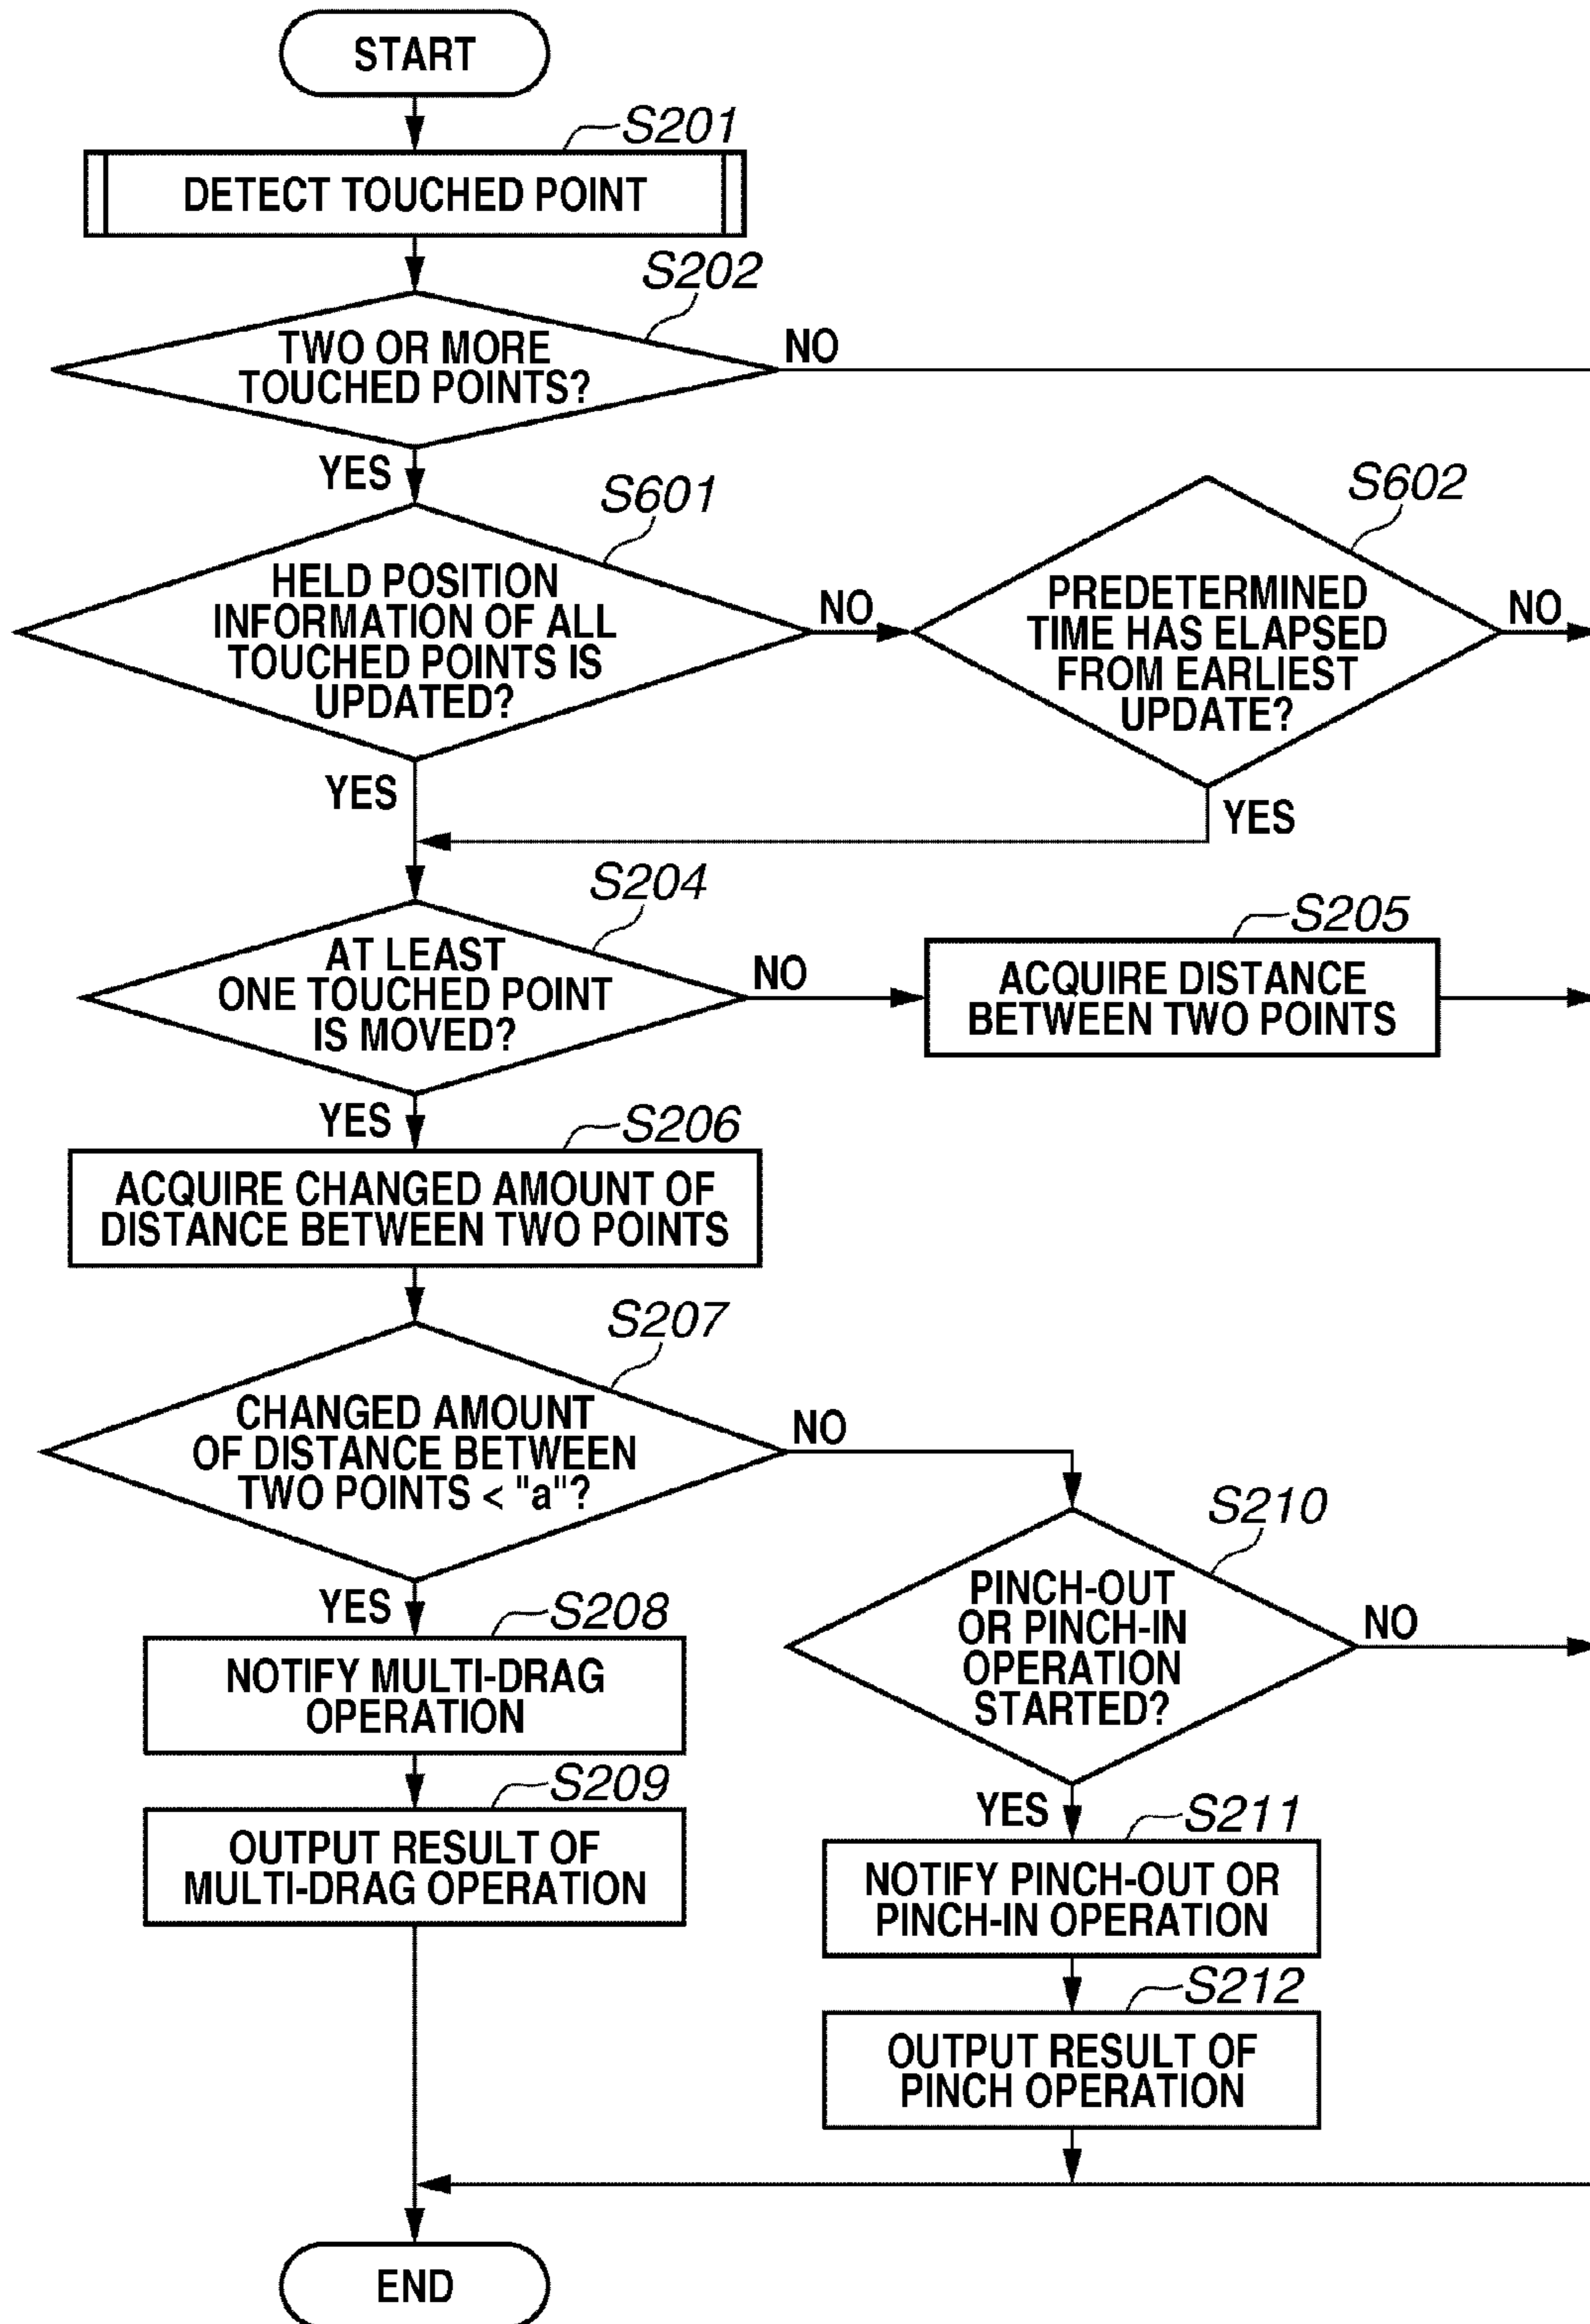 START
S201
DETECT TOUCHED POINT
S202
TWO OR MORE
TOUCHED POINTS?
NO
YES
S601
HELD POSITION
INFORMATION OF ALL
TOUCHED POINTS IS
UPDATED?
NO
S602
PREDETERMINED
TIME HAS ELAPSED
FROM EARLIEST
UPDATE?
NO
YES
YES
S204
AT LEAST
ONE TOUCHED POINT
IS MOVED?
NO
S205
ACQUIRE DISTANCE
BETWEEN TWO POINTS
YES
S206
ACQUIRE CHANGED AMOUNT OF
DISTANCE BETWEEN TWO POINTS
S207
CHANGED AMOUNT
OF DISTANCE BETWEEN
TWO POINTS < "a"?
NO
YES
S208
NOTIFY MULTI-DRAG
OPERATION
S209
OUTPUT RESULT OF
MULTI-DRAG OPERATION
S210
PINCH-OUT
OR PINCH-IN
OPERATION
STARTED?
NO
YES
S211
NOTIFY PINCH-OUT OR
PINCH-IN OPERATION
S212
OUTPUT RESULT OF
PINCH OPERATION
END